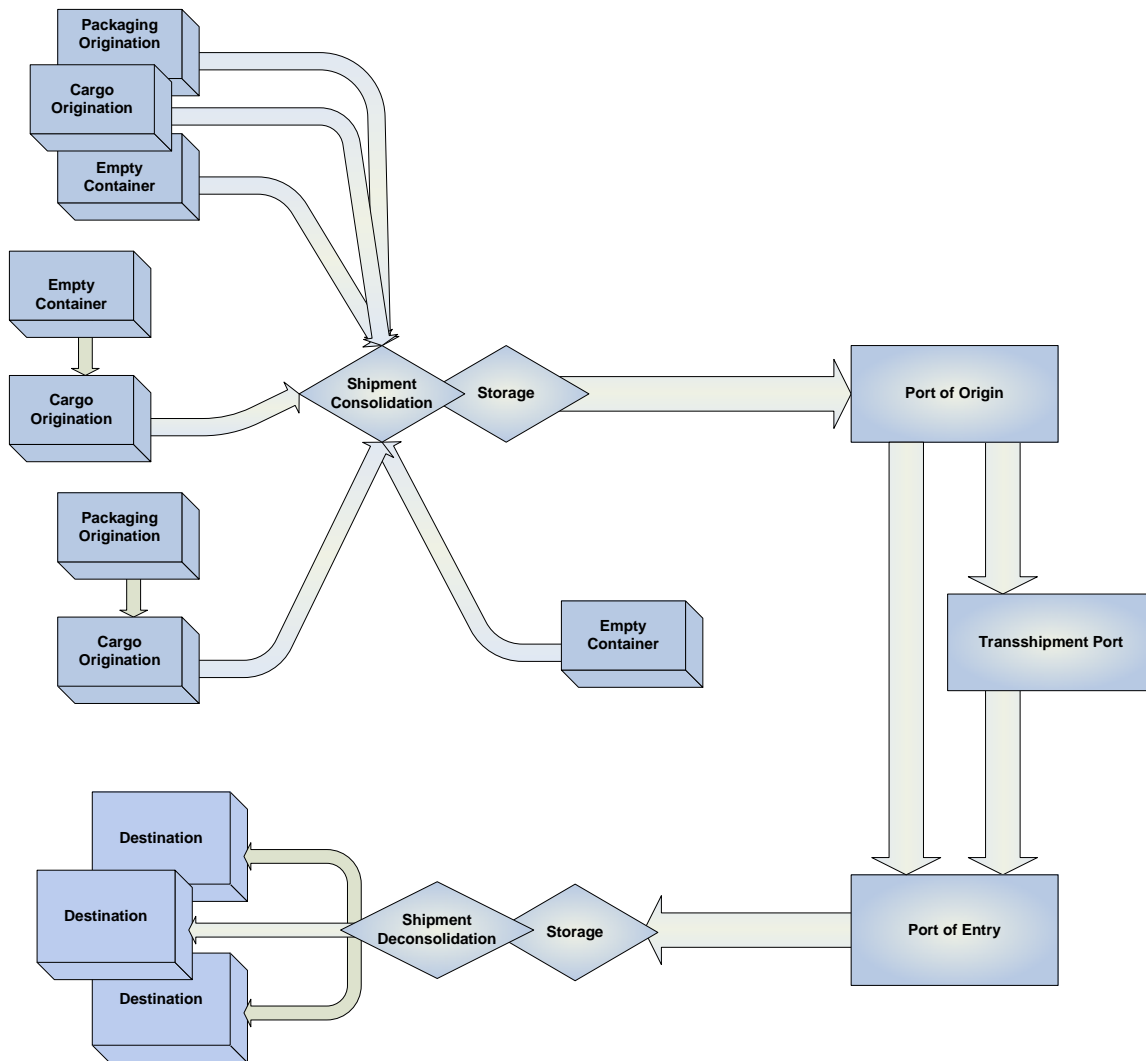 Packaging
Origination
Cargo
Origination
Empty
Container
Empty
Container
Cargo
Origination
Shipment
Consolidation
Storage
Port of Origin
Packaging
Origination
Cargo
Origination
Empty
Container
Transshipment Port
Destination
Destination
Destination
Shipment
Deconsolidation
Storage
Port of Entry